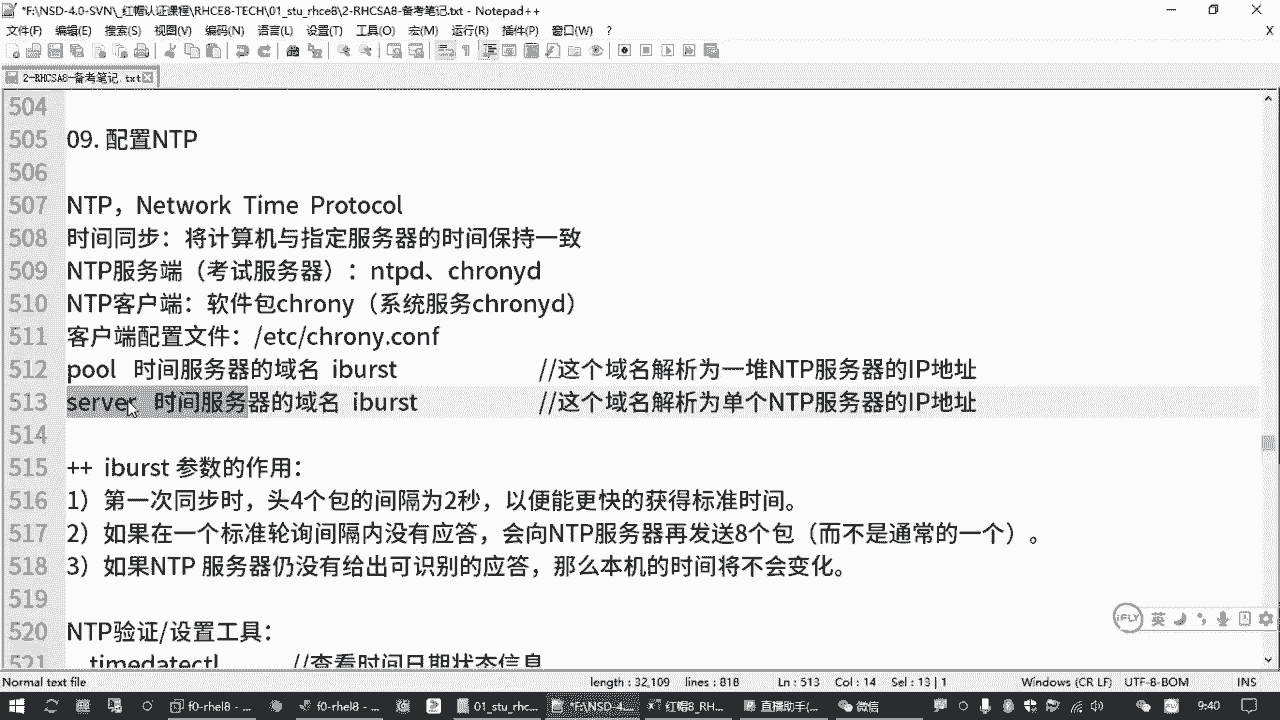 *F:\NSD-4.0-SVN\_红帽认证课程\RHCE8-TECH\01_stu_rhce8\2-RHCSA8-备考笔记.txt - Notepad++
文件(F) 编辑(E) 搜索(S) 视图(V) 编码(N) 语言(L) 设置(T) 工具(O) 宏(M) 运行(R) 插件(P) 窗口(W) ? X
2-RHCSA8-备考笔记.txt
504
505 09. 配置NTP
506
507 NTP，Network Time Protocol
508 时间同步：将计算机与指定服务器的时间保持一致
509 NTP服务端（考试服务器）：ntpd、chronyd
510 NTP客户端：软件包chrony（系统服务chronyd）
511 客户端配置文件：/etc/chrony.conf
512 pool 时间服务器的域名 iburst //这个域名解析为一堆NTP服务器的IP地址
513 server 时间服务器的域名 iburst //这个域名解析为单个NTP服务器的IP地址
514
515 ++ iburst 参数的作用：
516 1）第一次同步时，头4个包的间隔为2秒，以便能更快的获得标准时间。
517 2）如果在一个标准轮询间隔内没有应答，会向NTP服务器再发送8个包（而不是通常的一个）。
518 3）如果NTP 服务器仍没有给出可识别的应答，那么本机的时间将不会变化。
519
520 NTP验证/设置工具：
521 timedatectl //查看时间日期状态信息
iFLY 英
Normal text file length : 32,109 lines : 818 Ln : 513 Col : 14 Sel : 13 | 1 Windows (CR LF) UTF-8-BOM INS
f0-rhel8 - ... f0-rhel8 - ... 01_stu_rhc... *F:\NSD-4.... 红帽8_RH... 直播助手(... 微信 9:40